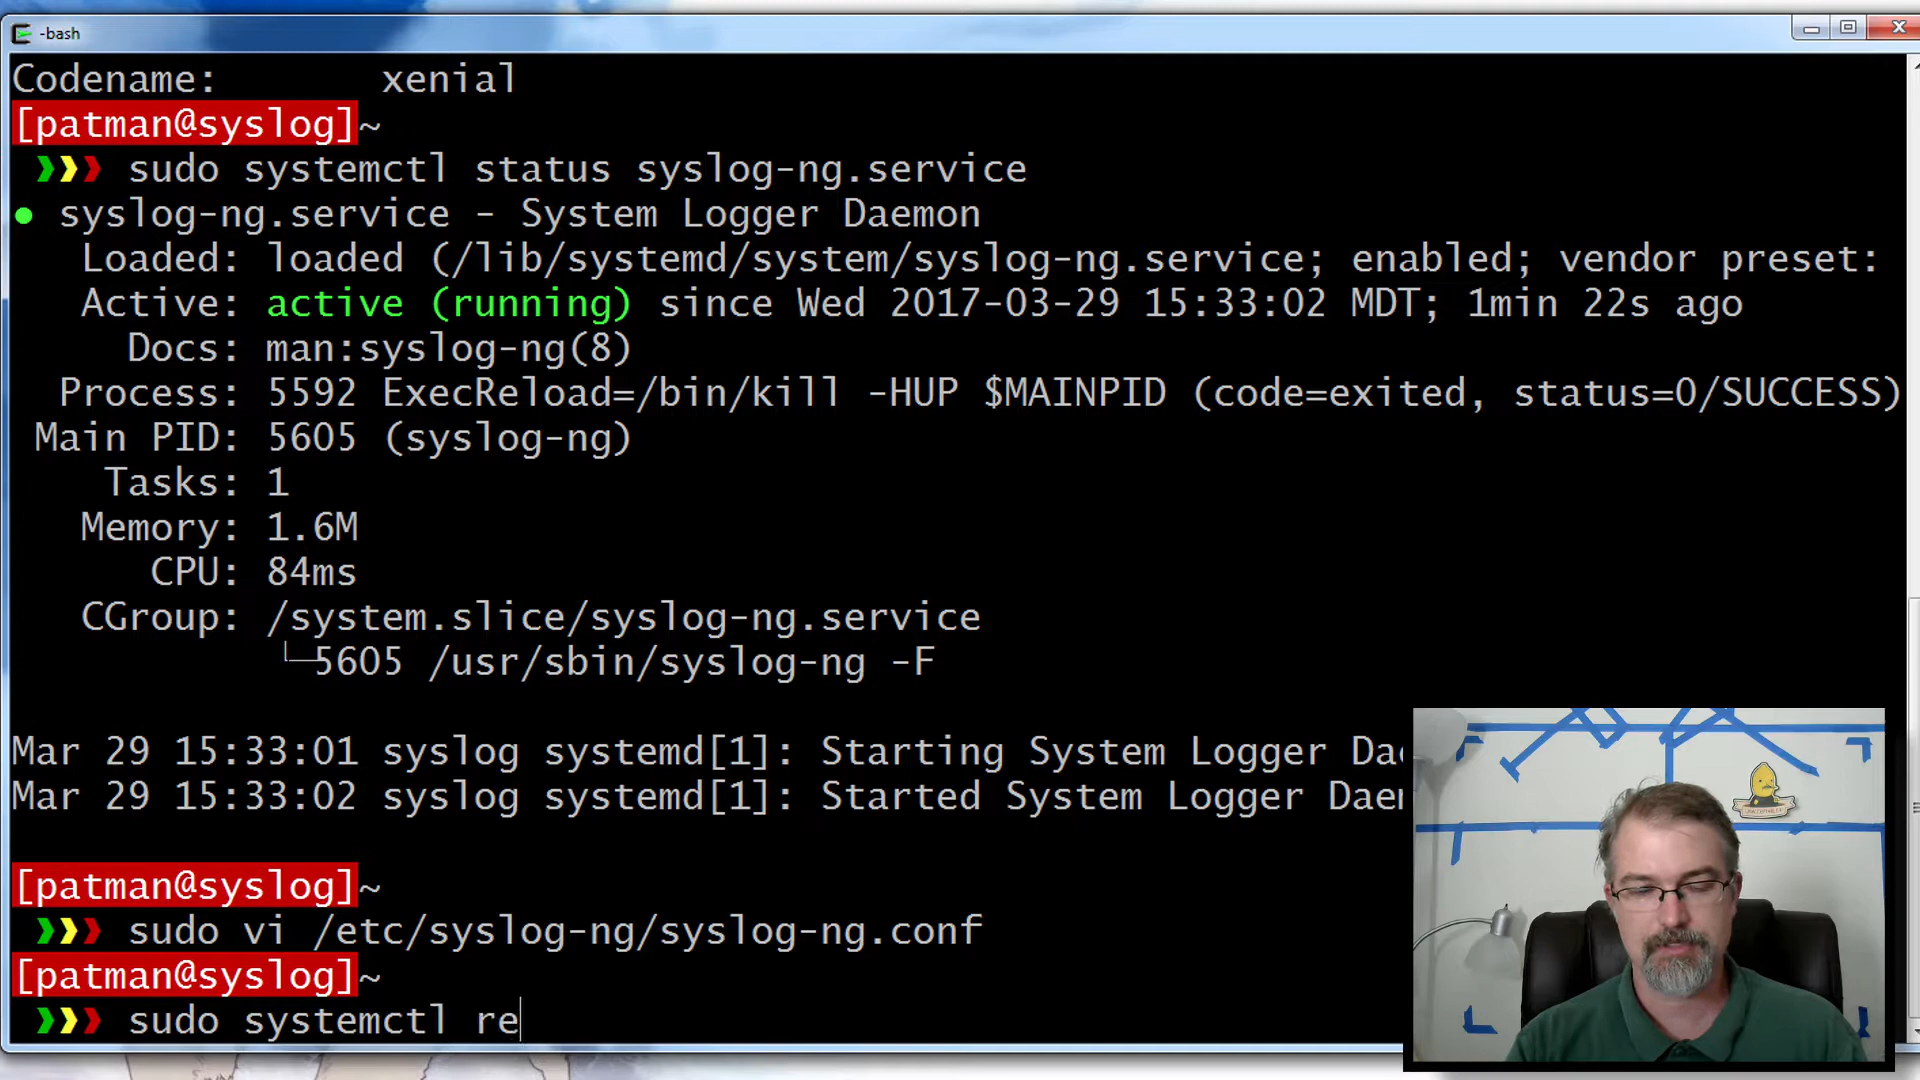 -bash
Codename: xenial
[patman@syslog]~
❯❯❯ sudo systemctl status syslog-ng.service
● syslog-ng.service - System Logger Daemon
Loaded: loaded (/lib/systemd/system/syslog-ng.service; enabled; vendor preset:
Active: active (running) since Wed 2017-03-29 15:33:02 MDT; 1min 22s ago
Docs: man:syslog-ng(8)
Process: 5592 ExecReload=/bin/kill -HUP $MAINPID (code=exited, status=0/SUCCESS)
Main PID: 5605 (syslog-ng)
Tasks: 1
Memory: 1.6M
CPU: 84ms
CGroup: /system.slice/syslog-ng.service
└─5605 /usr/sbin/syslog-ng -F
Mar 29 15:33:01 syslog systemd[1]: Starting System Logger
Mar 29 15:33:02 syslog systemd[1]: Started System Logger
[patman@syslog]~
❯❯❯ sudo vi /etc/syslog-ng/syslog-ng.conf
[patman@syslog]~
❯❯❯ sudo systemctl re